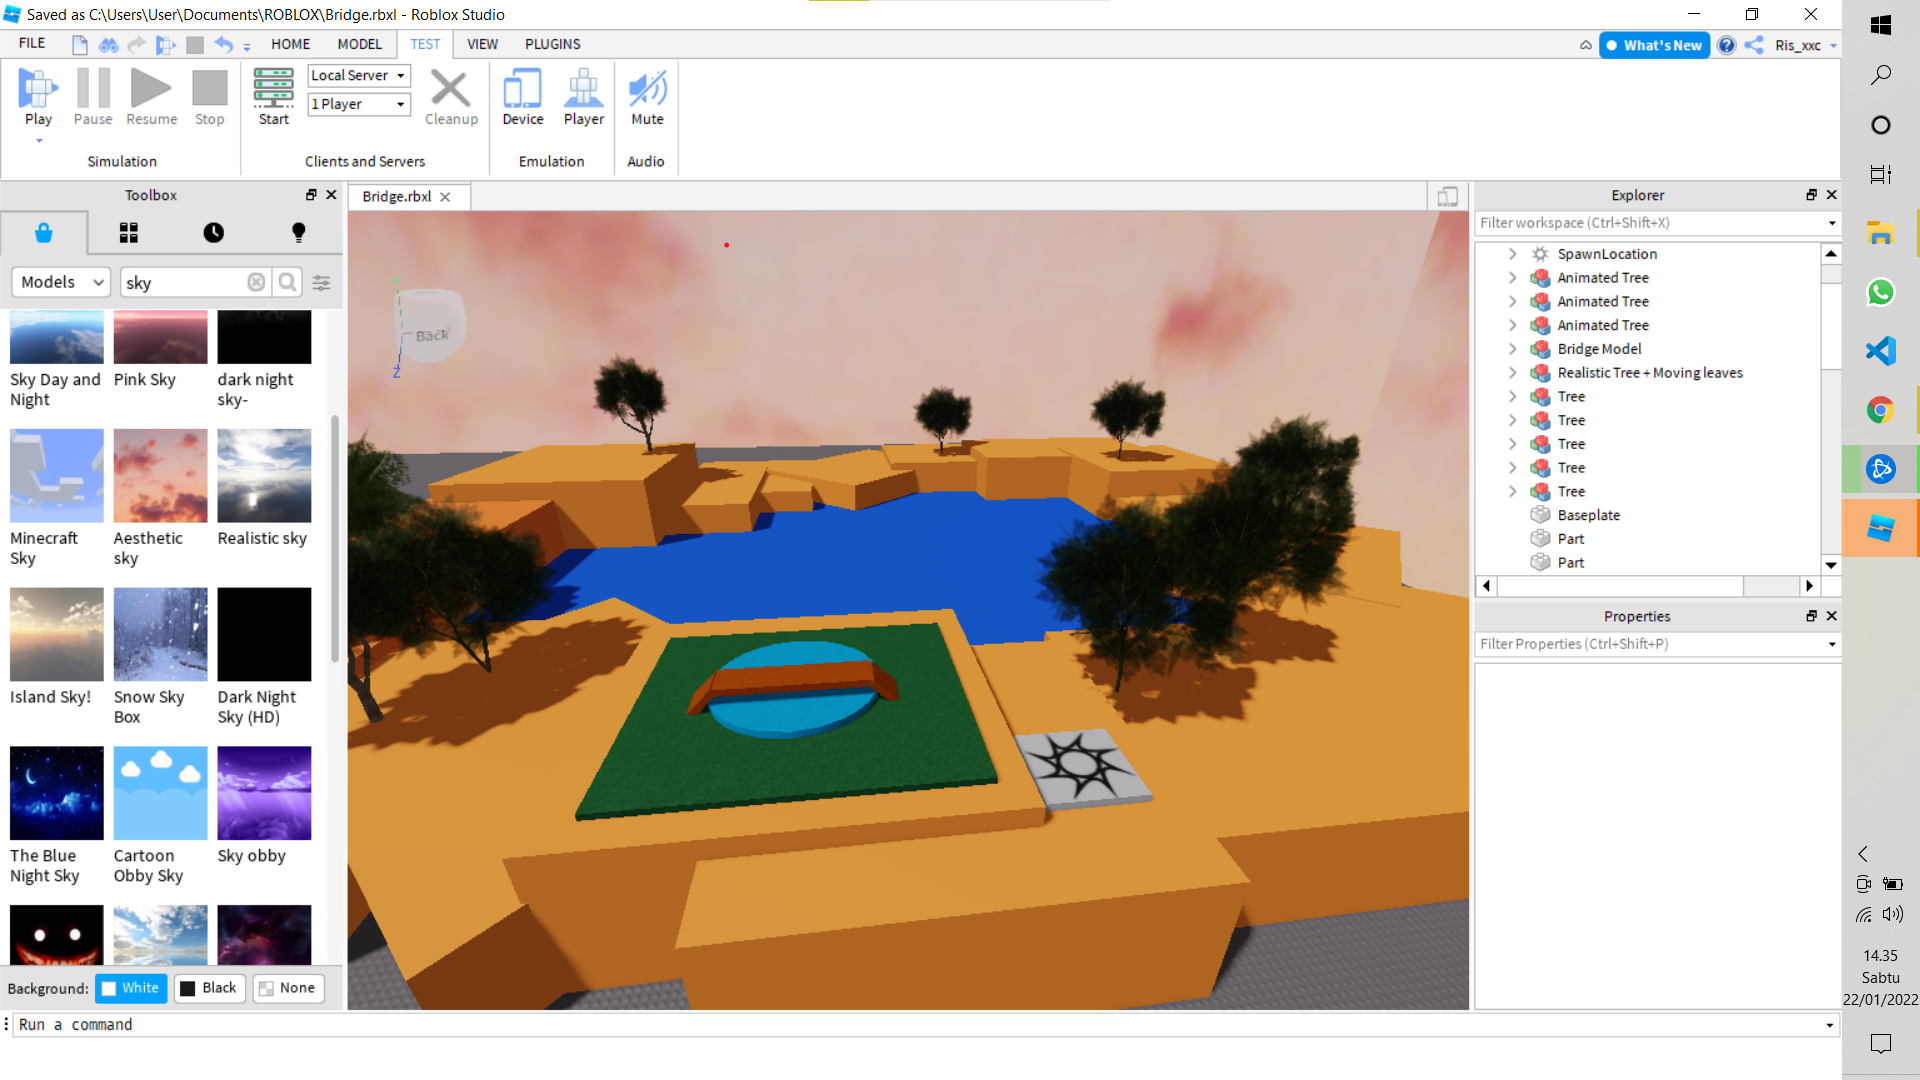 Saved as C:\Users\User\Documents\ROBLOX\Bridge.rbxl - Roblox Studio
FILE
HOME
MODEL
TEST
VIEW
PLUGINS
What's New
Ris_xxc
Play
Pause
Resume
Stop
Simulation
Start
Local Server
1 Player
Cleanup
Clients and Servers
Device
Player
Emulation
Mute
Audio
Toolbox
Models
sky
Sky Day and
Night
Pink Sky
dark night
sky-
Minecraft
Sky
Aesthetic
sky
Realistic sky
Island Sky!
Snow Sky
Box
Dark Night
Sky (HD)
The Blue
Night Sky
Cartoon
Obby Sky
Sky obby
Background:
White
Black
None
Bridge.rbxl
Y
Back
X
Z
Explorer
Filter workspace (Ctrl+Shift+X)
SpawnLocation
Animated Tree
Animated Tree
Animated Tree
Bridge Model
Realistic Tree + Moving leaves
Tree
Tree
Tree
Tree
Tree
Baseplate
Part
Part
Properties
Filter Properties (Ctrl+Shift+P)
Run a command
14.35
Sabtu
22/01/2022